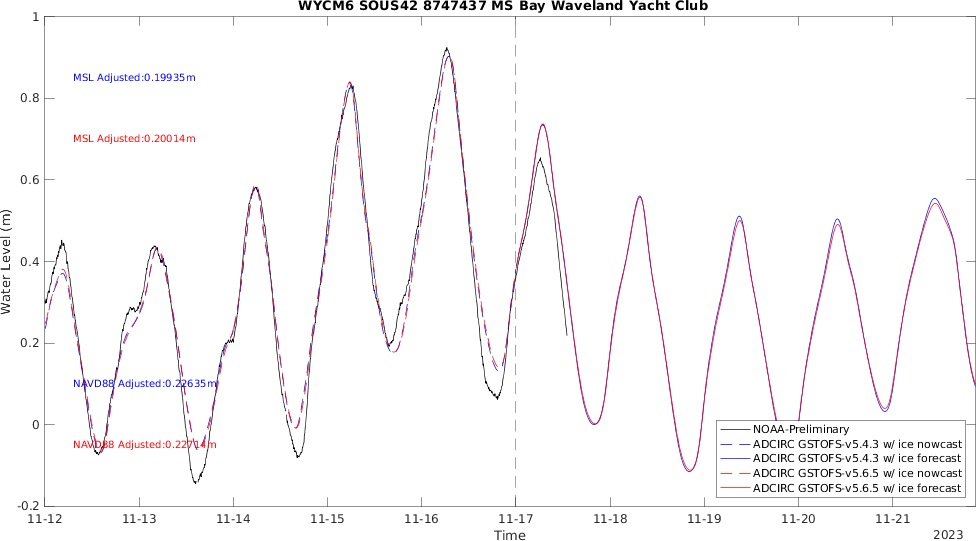 WYCM6 SOUS42 8747437 MS Bay Waveland Yacht Club
1
0.8
0.6
0.4
0.2
0
-0.2
Water Level (m)
MSL Adjusted:0.19935m
MSL Adjusted:0.20014m
NAVD88 Adjusted:0.22635m
NAVD88 Adjusted:0.22714m
NOAA-Preliminary
ADCIRC GSTOFS-v5.4.3 w/ ice nowcast
ADCIRC GSTOFS-v5.4.3 w/ ice forecast
ADCIRC GSTOFS-v5.6.5 w/ ice nowcast
ADCIRC GSTOFS-v5.6.5 w/ ice forecast
11-12 11-13 11-14 11-15 11-16 11-17 11-18 11-19 11-20 11-21
Time
2023